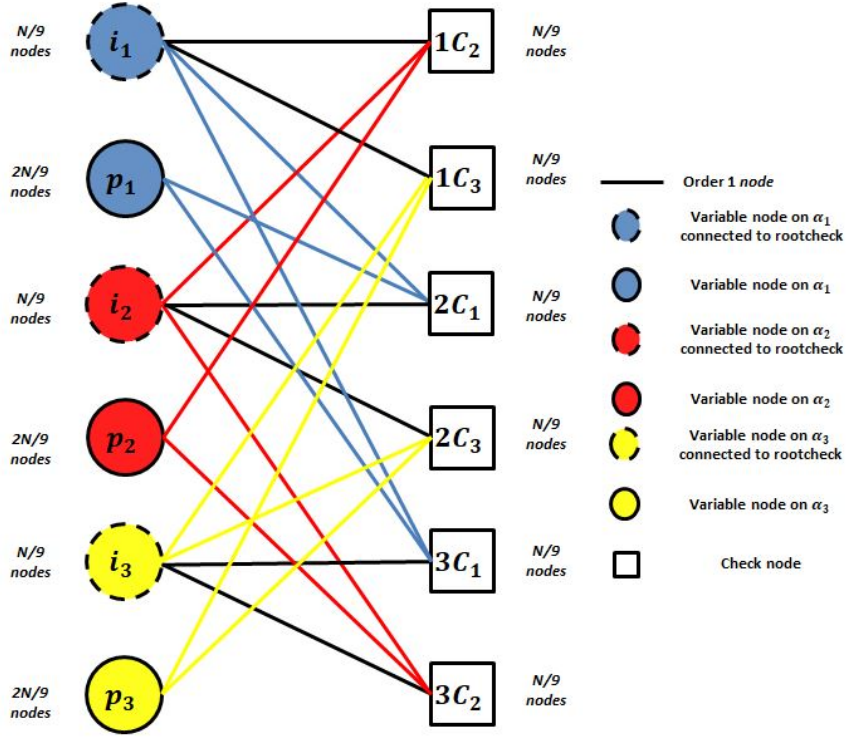 N/9
nodes
i₁
1C₂
N/9
nodes
2N/9
nodes
p₁
1C₃
N/9
nodes
N/9
nodes
i₂
2C₁
N/9
nodes
2N/9
nodes
p₂
2C₃
N/9
nodes
N/9
nodes
i₃
3C₁
N/9
nodes
2N/9
nodes
p₃
3C₂
N/9
nodes
Order 1 node
Variable node on α₁
connected to rootcheck
Variable node on α₁
Variable node on α₂
connected to rootcheck
Variable node on α₂
Variable node on α₃
connected to rootcheck
Variable node on α₃
Check node